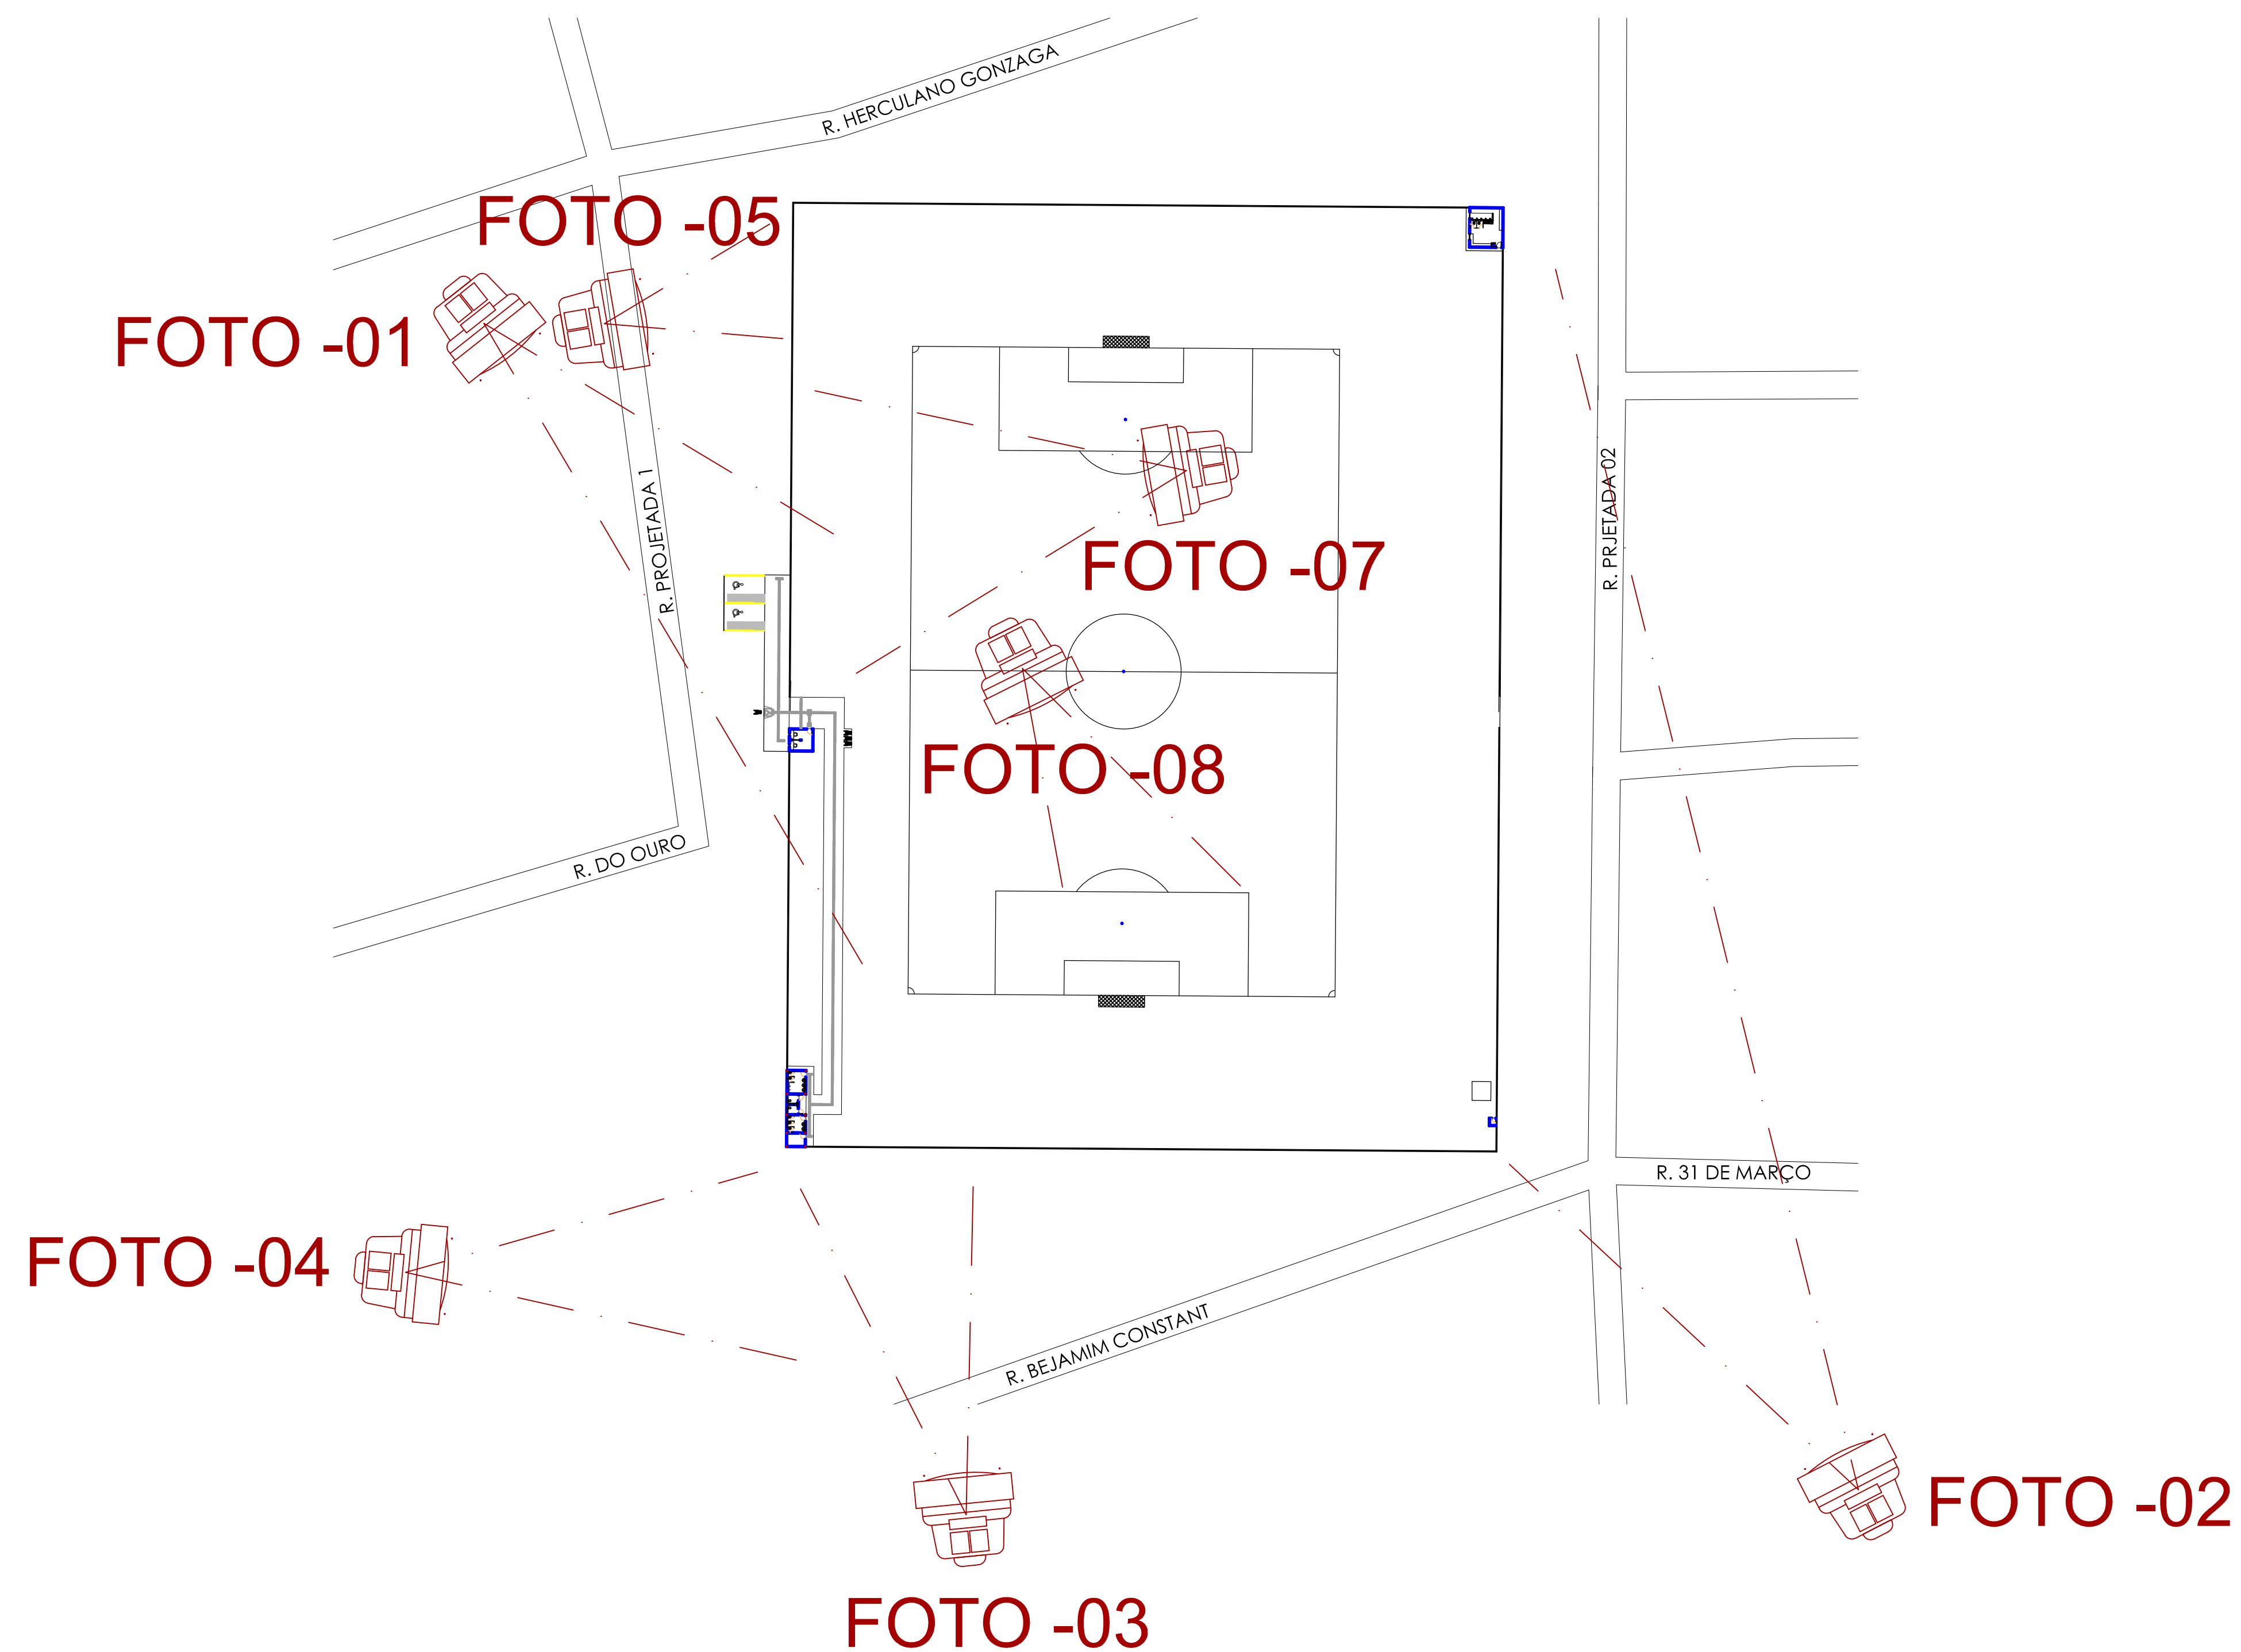 R. HERCULANO GONZAGA
FOTO -05
FOTO -01
R. PROJETADA 1
R. PRJETADA 02
FOTO -07
FOTO -08
R. DO OURO
R. 31 DE MARÇO
FOTO -04
R. BEJAMIM CONSTANT
FOTO -02
FOTO -03